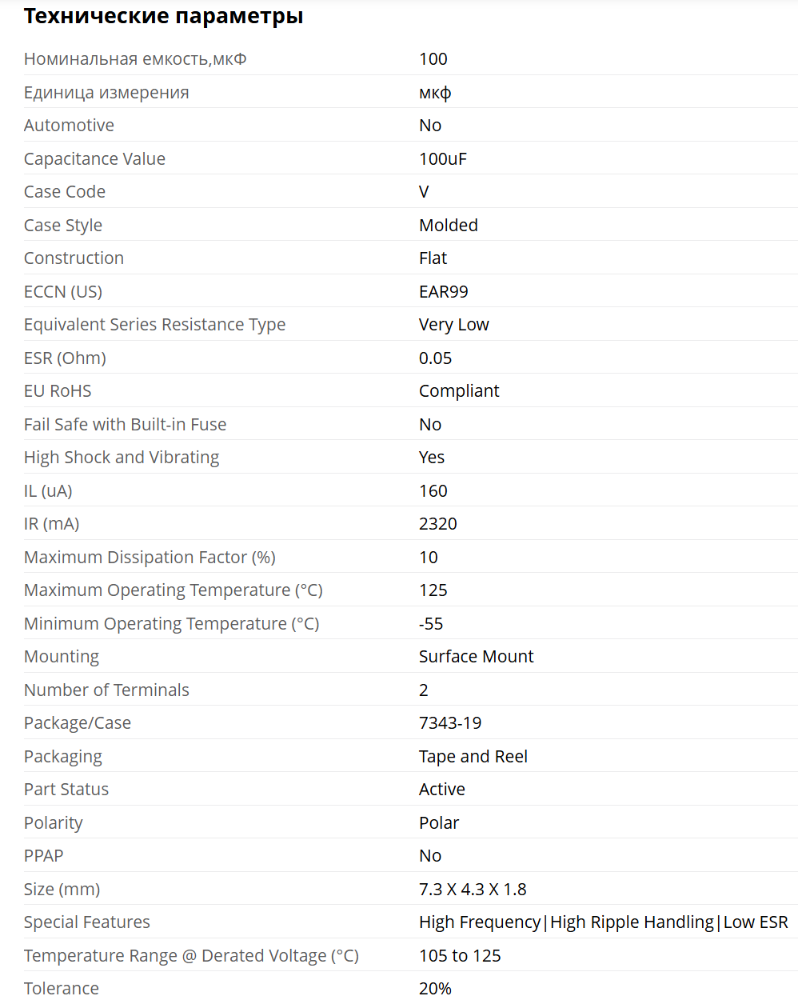 Технические параметры
Номинальная емкость,мкФ 100
Единица измерения мкф
Automotive No
Capacitance Value 100uF
Case Code V
Case Style Molded
Construction Flat
ECCN (US) EAR99
Equivalent Series Resistance Type Very Low
ESR (Ohm) 0.05
EU RoHS Compliant
Fail Safe with Built-in Fuse No
High Shock and Vibrating Yes
IL (uA) 160
IR (mA) 2320
Maximum Dissipation Factor (%) 10
Maximum Operating Temperature (°C) 125
Minimum Operating Temperature (°C) -55
Mounting Surface Mount
Number of Terminals 2
Package/Case 7343-19
Packaging Tape and Reel
Part Status Active
Polarity Polar
PPAP No
Size (mm) 7.3 X 4.3 X 1.8
Special Features High Frequency|High Ripple Handling|Low ESR
Temperature Range @ Derated Voltage (°C) 105 to 125
Tolerance 20%